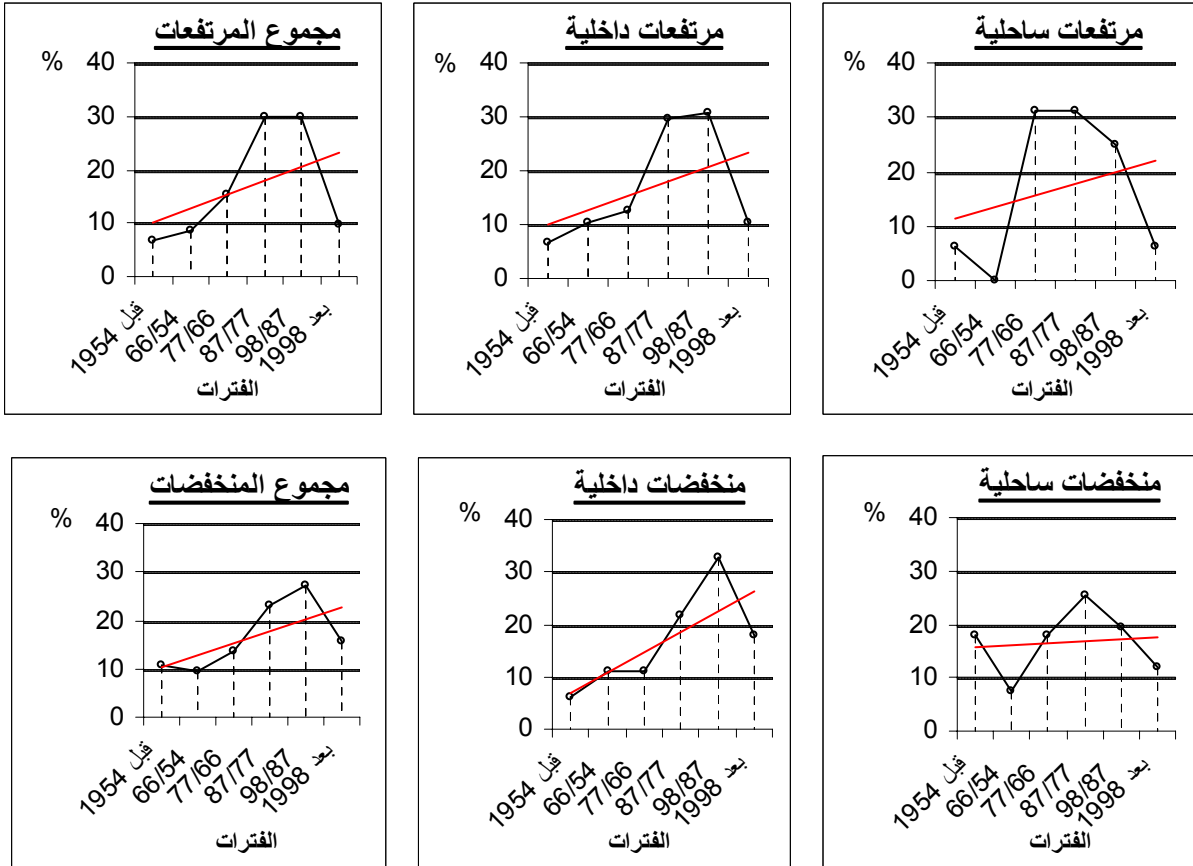 مرتفعات ساحلية
%
40
30
20
10
0
قبل 1954
66/54
77/66
87/77
98/87
بعد 1998
الفترات
مرتفعات داخلية
%
40
30
20
10
0
قبل 1954
66/54
77/66
87/77
98/87
بعد 1998
الفترات
مجموع المرتفعات
%
40
30
20
10
0
قبل 1954
66/54
77/66
87/77
98/87
بعد 1998
الفترات
منخفضات ساحلية
%
40
30
20
10
0
قبل 1954
66/54
77/66
87/77
98/87
بعد 1998
الفترات
منخفضات داخلية
%
40
30
20
10
0
قبل 1954
66/54
77/66
87/77
98/87
بعد 1998
الفترات
مجموع المنخفضات
%
40
30
20
10
0
قبل 1954
66/54
77/66
87/77
98/87
بعد 1998
الفترات